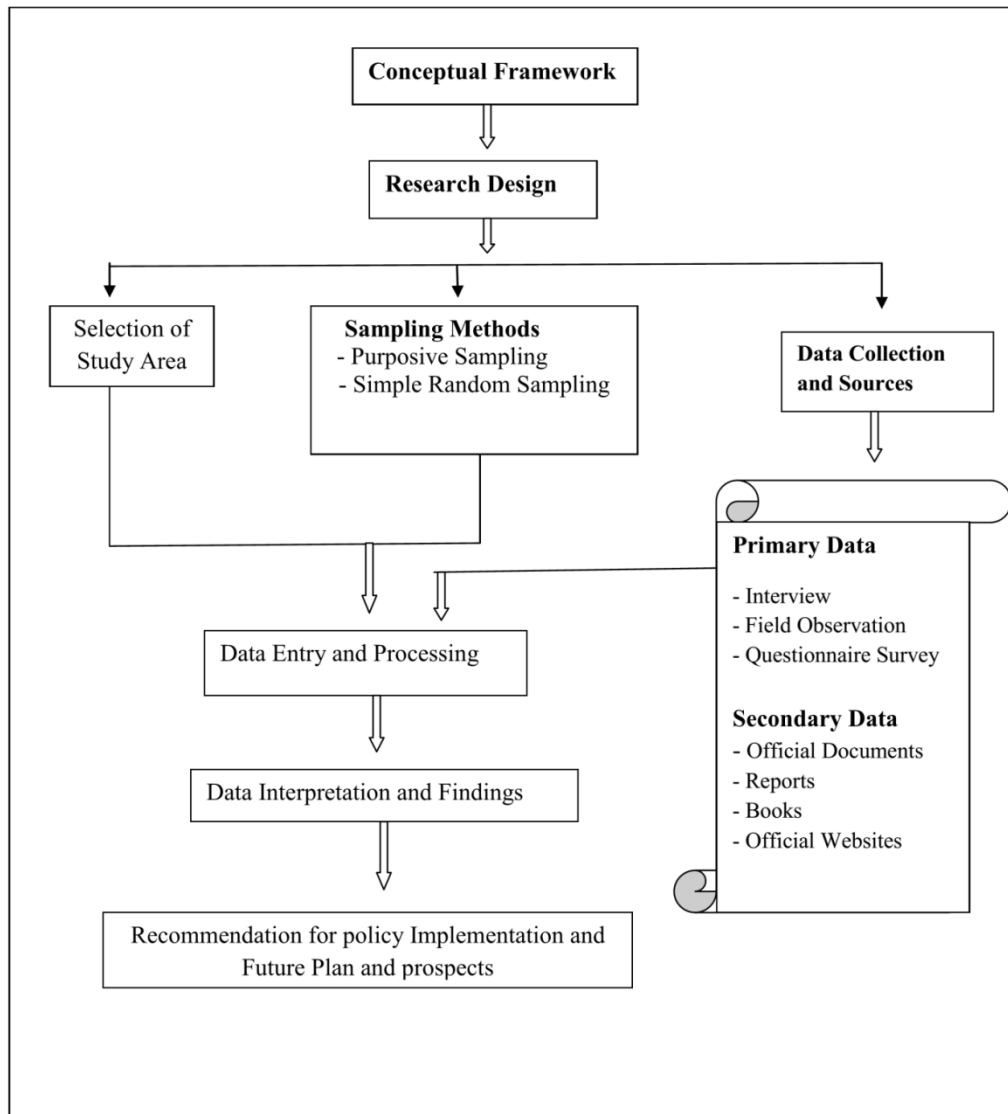 Conceptual Framework
Research Design
Selection of
Study Area
Sampling Methods
- Purposive Sampling
- Simple Random Sampling
Data Collection
and Sources
Primary Data
- Interview
- Field Observation
- Questionnaire Survey
Secondary Data
- Official Documents
- Reports
- Books
- Official Websites
Data Entry and Processing
Data Interpretation and Findings
Recommendation for policy Implementation and
Future Plan and prospects